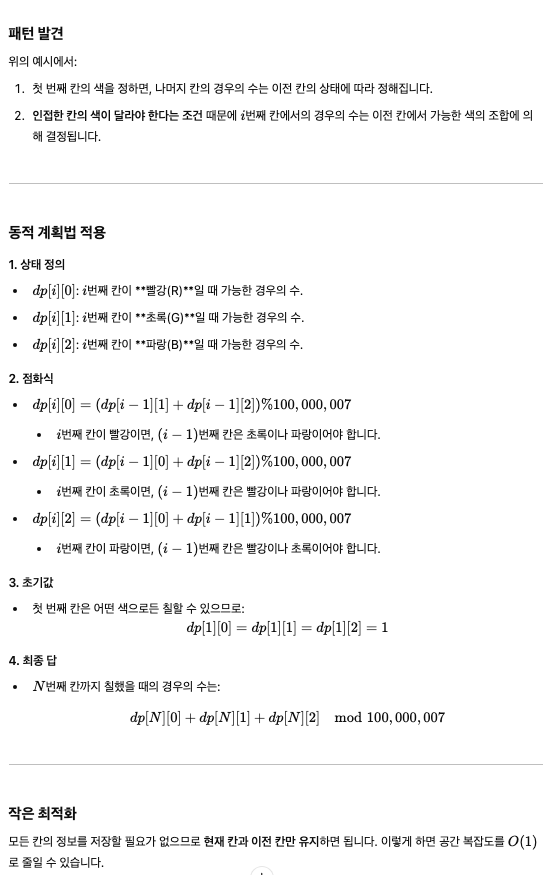 패턴 발견
위의 예시에서:
1. 첫 번째 칸의 색을 정하면, 나머지 칸의 경우의 수는 이전 칸의 상태에 따라 정해집니다.
2. 인접한 칸의 색이 달라야 한다는 조건 때문에 i번째 칸에서의 경우의 수는 이전 칸에서 가능한 색의 조합에 의
해 결정됩니다.
동적 계획법 적용
1. 상태 정의
• dp[i][0]: i번째 칸이 **빨강(R)**일 때 가능한 경우의 수.
• dp[i][1]: i번째 칸이 **초록(G)**일 때 가능한 경우의 수.
• dp[i][2]: i번째 칸이 **파랑(B)**일 때 가능한 경우의 수.
2. 점화식
• dp[i][0] = (dp[i − 1][1] + dp[i − 1][2])%100,000,007
• i번째 칸이 빨강이면, (i − 1)번째 칸은 초록이나 파랑이어야 합니다.
• dp[i][1] = (dp[i − 1][0] + dp[i − 1][2])%100,000,007
• i번째 칸이 초록이면, (i − 1)번째 칸은 빨강이나 파랑이어야 합니다.
• dp[i][2] = (dp[i − 1][0] + dp[i − 1][1])%100,000,007
• i번째 칸이 파랑이면, (i − 1)번째 칸은 빨강이나 초록이어야 합니다.
3. 초기값
• 첫 번째 칸은 어떤 색으로든 칠할 수 있으므로:
dp[1][0] = dp[1][1] = dp[1][2] = 1
4. 최종 답
• N번째 칸까지 칠했을 때의 경우의 수는:
dp[N][0] + dp[N][1] + dp[N][2] mod 100,000,007
작은 최적화
모든 칸의 정보를 저장할 필요가 없으므로 현재 칸과 이전 칸만 유지하면 됩니다. 이렇게 하면 공간 복잡도를 O(1)
로 줄일 수 있습니다.